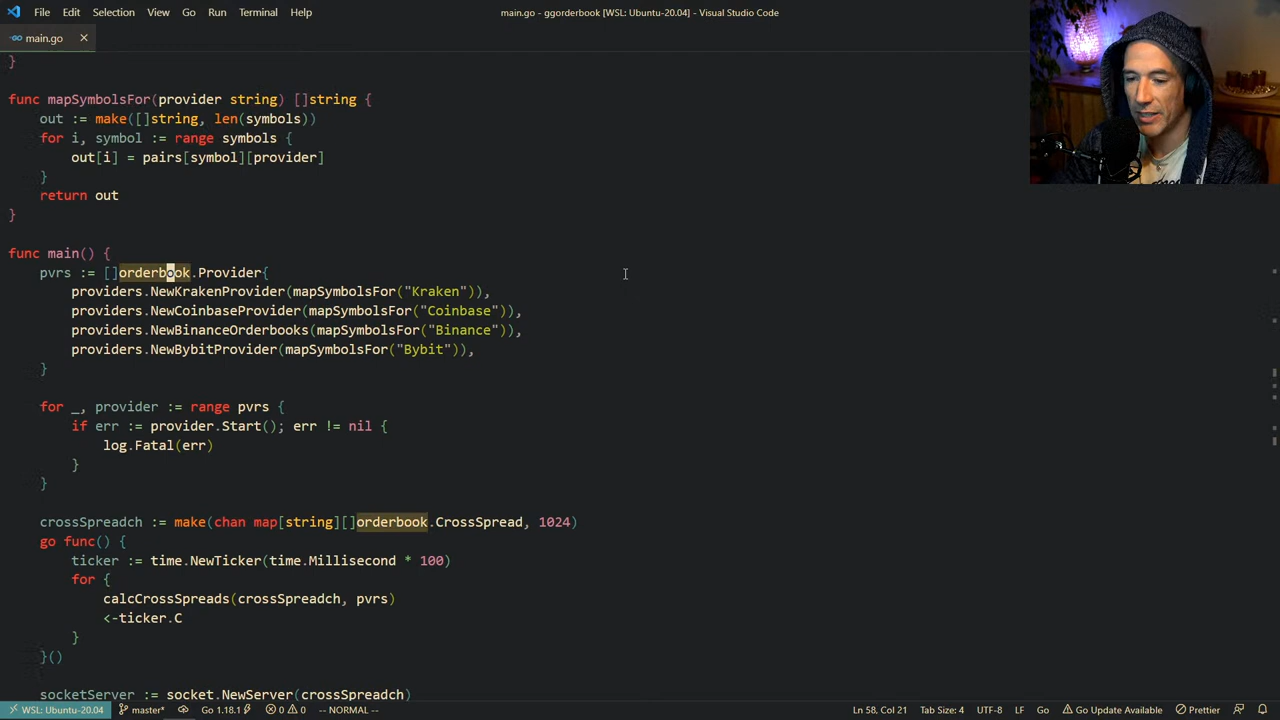 File Edit Selection View Go Run Terminal Help
main.go - ggorderbook [WSL: Ubuntu-20.04] - Visual Studio Code
main.go
}
func mapSymbolsFor(provider string) []string {
out := make([]string, len(symbols))
for i, symbol := range symbols {
out[i] = pairs[symbol][provider]
}
return out
}
func main() {
pvrs := []orderbook.Provider{
providers.NewKrakenProvider(mapSymbolsFor("Kraken")),
providers.NewCoinbaseProvider(mapSymbolsFor("Coinbase")),
providers.NewBinanceOrderbooks(mapSymbolsFor("Binance")),
providers.NewBybitProvider(mapSymbolsFor("Bybit")),
}
for _, provider := range pvrs {
if err := provider.Start(); err != nil {
log.Fatal(err)
}
}
crossSpreadch := make(chan map[string][]orderbook.CrossSpread, 1024)
go func() {
ticker := time.NewTicker(time.Millisecond * 100)
for {
calcCrossSpreads(crossSpreadch, pvrs)
<-ticker.C
}
}()
socketServer := socket.NewServer(crossSpreadch)
WSL: Ubuntu-20.04 master* Go 1.18.1 0 0 -- NORMAL -- Ln 58, Col 21 Tab Size: 4 UTF-8 LF Go Go Update Available Prettier